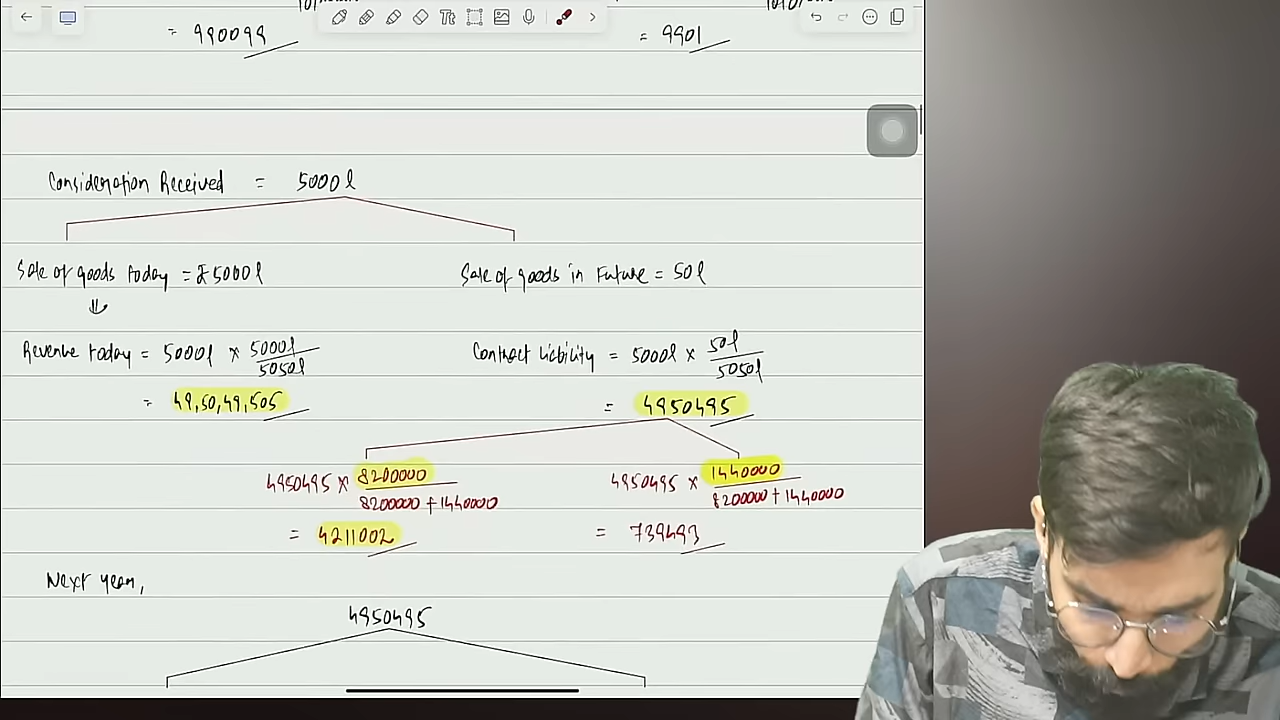 = 990099 = 9901
Consideration Received = 5000 l
Sale of goods today = ₹ 5000 l Sale of goods in Future = 50 l
Revenue today = 5000 l × 5000 l / 5050 l Contract liability = 5000 l × 50 l / 5050 l
= 49,50,49,505 = 4950495
4950495 × 8200000 / 8200000 + 1440000 4950495 × 1440000 / 8200000 + 1440000
= 4211002 = 739493
Next year,
4950495